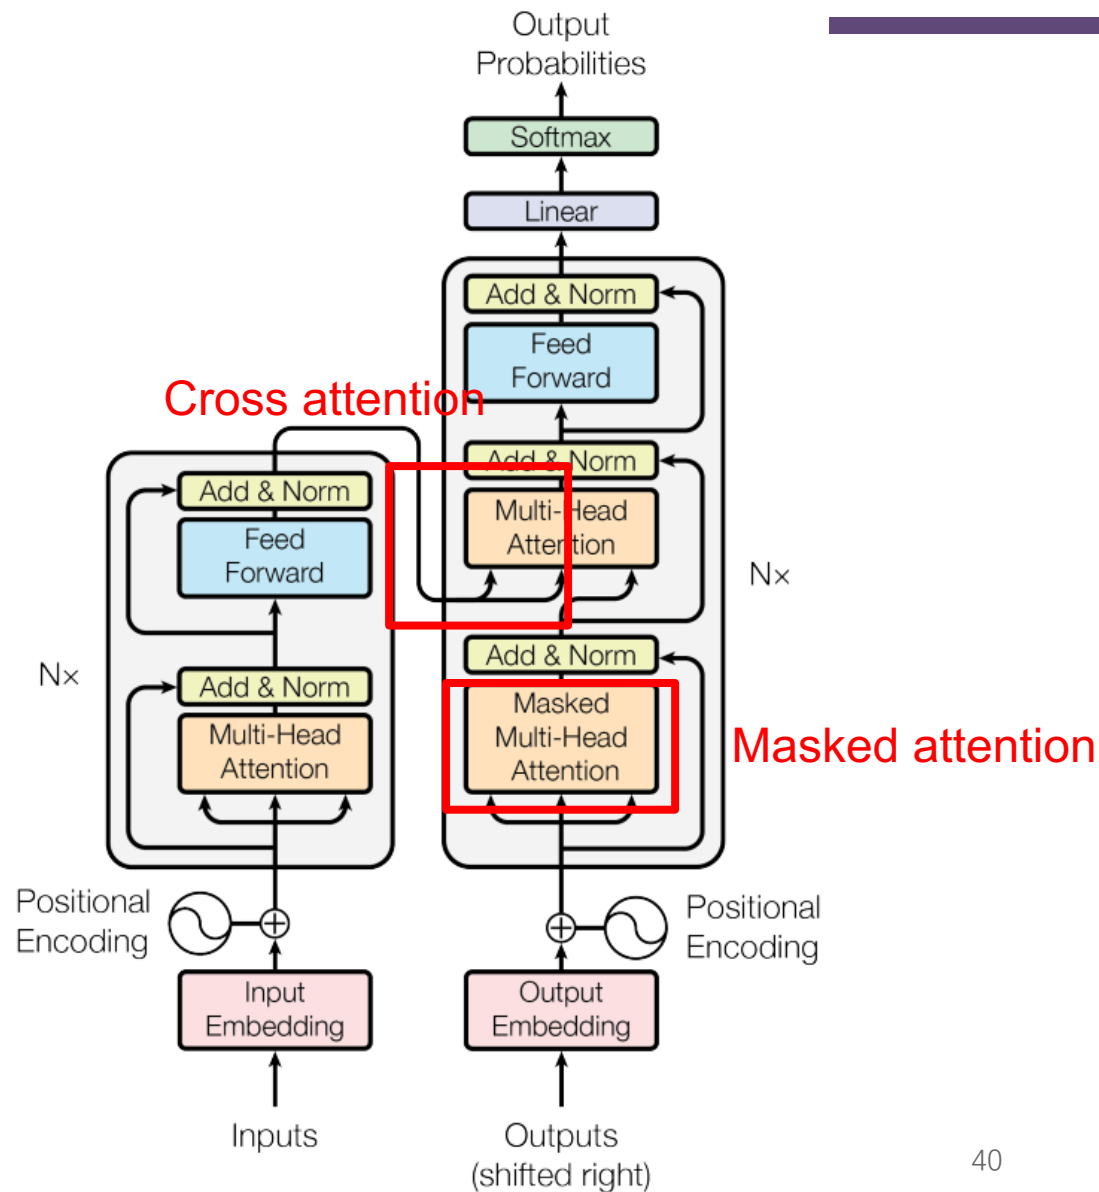 Output
Probabilities
Softmax
Linear
Add & Norm
Feed
Forward
Cross attention
Add & Norm
Multi-Head
Attention
Nx
Add & Norm
Masked
Multi-Head
Attention
Masked attention
Add & Norm
Feed
Forward
Nx
Add & Norm
Multi-Head
Attention
Positional
Encoding
Positional
Encoding
Input
Embedding
Output
Embedding
Inputs
Outputs
(shifted right)
40